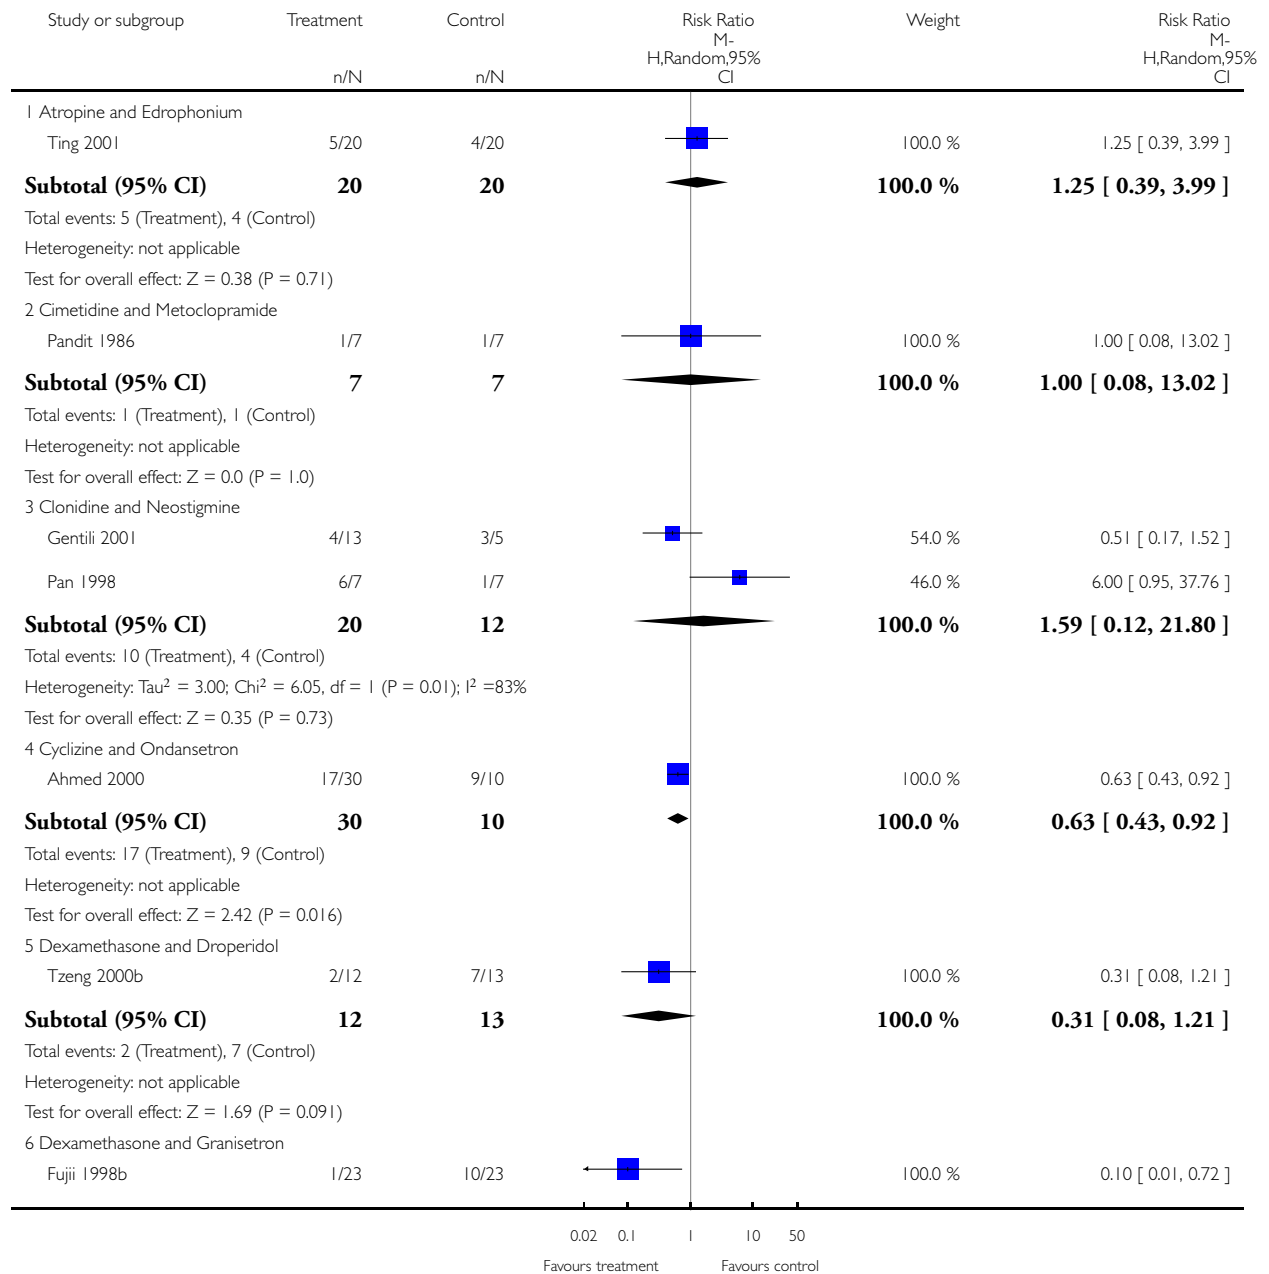 Study or subgroup Treatment Control Risk Ratio Weight Risk Ratio
M- M-
H,Random,95% H,Random,95%
n/N n/N CI CI
1 Atropine and Edrophonium
Ting 2001 5/20 4/20 100.0 % 1.25 [ 0.39, 3.99 ]
Subtotal (95% CI) 20 20 100.0 % 1.25 [ 0.39, 3.99 ]
Total events: 5 (Treatment), 4 (Control)
Heterogeneity: not applicable
Test for overall effect: Z = 0.38 (P = 0.71)
2 Cimetidine and Metoclopramide
Pandit 1986 1/7 1/7 100.0 % 1.00 [ 0.08, 13.02 ]
Subtotal (95% CI) 7 7 100.0 % 1.00 [ 0.08, 13.02 ]
Total events: 1 (Treatment), 1 (Control)
Heterogeneity: not applicable
Test for overall effect: Z = 0.0 (P = 1.0)
3 Clonidine and Neostigmine
Gentili 2001 4/13 3/5 54.0 % 0.51 [ 0.17, 1.52 ]
Pan 1998 6/7 1/7 46.0 % 6.00 [ 0.95, 37.76 ]
Subtotal (95% CI) 20 12 100.0 % 1.59 [ 0.12, 21.80 ]
Total events: 10 (Treatment), 4 (Control)
Heterogeneity: Tau² = 3.00; Chi² = 6.05, df = 1 (P = 0.01); I² =83%
Test for overall effect: Z = 0.35 (P = 0.73)
4 Cyclizine and Ondansetron
Ahmed 2000 17/30 9/10 100.0 % 0.63 [ 0.43, 0.92 ]
Subtotal (95% CI) 30 10 100.0 % 0.63 [ 0.43, 0.92 ]
Total events: 17 (Treatment), 9 (Control)
Heterogeneity: not applicable
Test for overall effect: Z = 2.42 (P = 0.016)
5 Dexamethasone and Droperidol
Tzeng 2000b 2/12 7/13 100.0 % 0.31 [ 0.08, 1.21 ]
Subtotal (95% CI) 12 13 100.0 % 0.31 [ 0.08, 1.21 ]
Total events: 2 (Treatment), 7 (Control)
Heterogeneity: not applicable
Test for overall effect: Z = 1.69 (P = 0.091)
6 Dexamethasone and Granisetron
Fujii 1998b 1/23 10/23 100.0 % 0.10 [ 0.01, 0.72 ]
0.02 0.1 1 10 50
Favours treatment Favours control